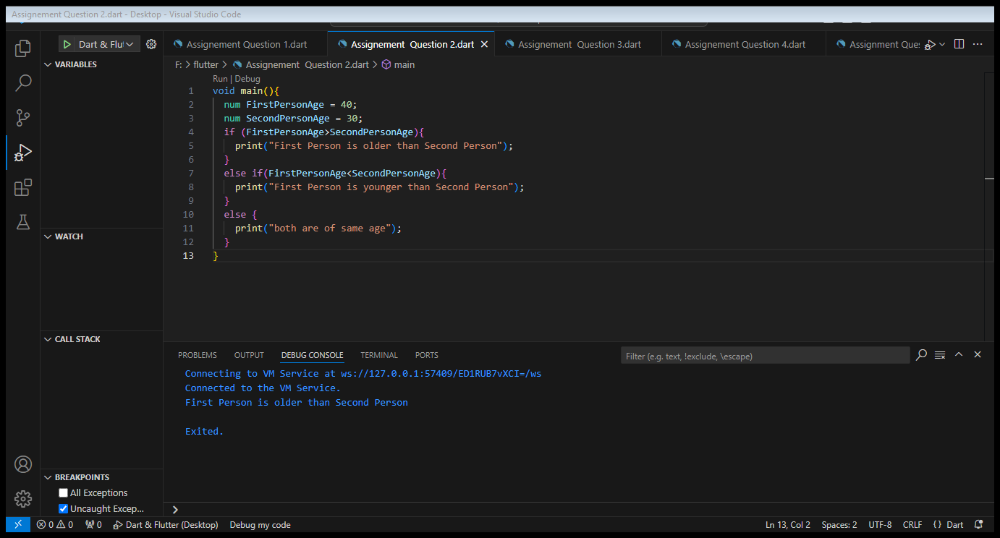 Assignement Question 2.dart - Desktop - Visual Studio Code
Dart & Flut
Assignement Question 1.dart
Assignement Question 2.dart
Assignement Question 3.dart
Assignement Question 4.dart
Assignment Ques
VARIABLES
F: > flutter > Assignement Question 2.dart > main
Run | Debug
1 void main(){
2 num FirstPersonAge = 40;
3 num SecondPersonAge = 30;
4 if (FirstPersonAge>SecondPersonAge){
5 print("First Person is older than Second Person");
6 }
7 else if(FirstPersonAge<SecondPersonAge){
8 print("First Person is younger than Second Person");
9 }
10 else {
11 print("both are of same age");
12 }
13 }
WATCH
CALL STACK
PROBLEMS OUTPUT DEBUG CONSOLE TERMINAL PORTS
Filter (e.g. text, !exclude, \escape)
Connecting to VM Service at ws://127.0.0.1:57409/ED1RUB7vXCI=/ws
Connected to the VM Service.
First Person is older than Second Person
Exited.
BREAKPOINTS
All Exceptions
Uncaught Excep...
>
0 0 0 Dart & Flutter (Desktop) Debug my code
Ln 13, Col 2 Spaces: 2 UTF-8 CRLF {} Dart